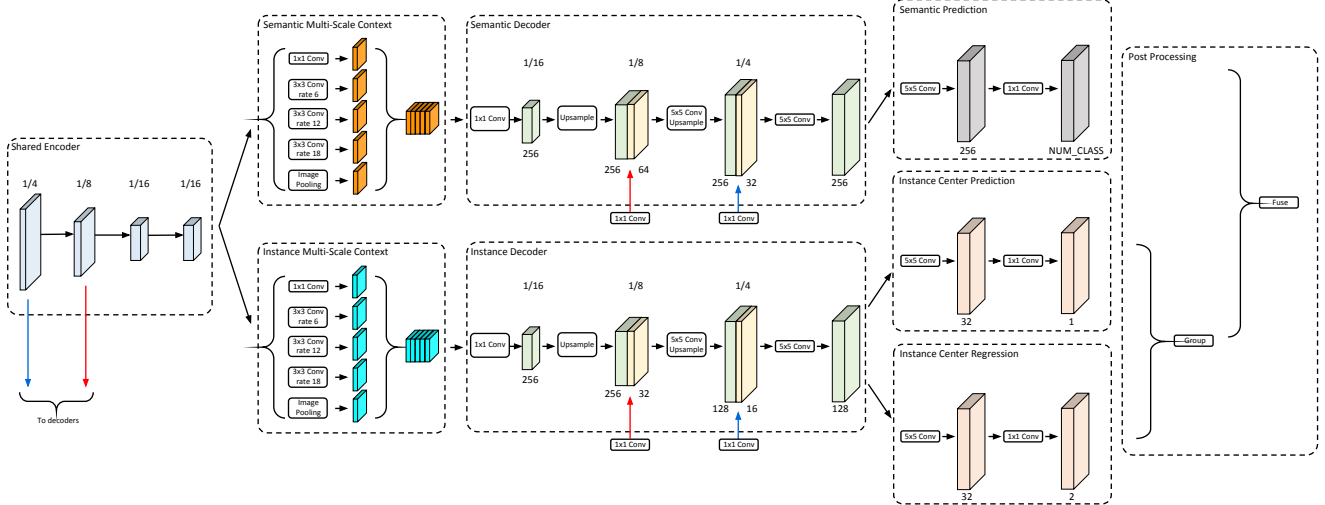 Shared Encoder
1/4
1/8
1/16
1/16
To decoders
Semantic Multi-Scale Context
1x1 Conv
3x3 Conv
rate 6
3x3 Conv
rate 12
3x3 Conv
rate 18
Image
Pooling
Semantic Decoder
1/16
1/8
1/4
1x1 Conv
256
Upsample
256
64
1x1 Conv
5x5 Conv
Upsample
256
32
1x1 Conv
5x5 Conv
256
Instance Multi-Scale Context
1x1 Conv
3x3 Conv
rate 6
3x3 Conv
rate 12
3x3 Conv
rate 18
Image
Pooling
Instance Decoder
1/16
1/8
1/4
1x1 Conv
256
Upsample
256
32
1x1 Conv
5x5 Conv
Upsample
128
16
1x1 Conv
5x5 Conv
128
Semantic Prediction
5x5 Conv
256
1x1 Conv
NUM_CLASS
Instance Center Prediction
5x5 Conv
32
1x1 Conv
1
Instance Center Regression
5x5 Conv
32
1x1 Conv
2
Post Processing
Group
Fuse